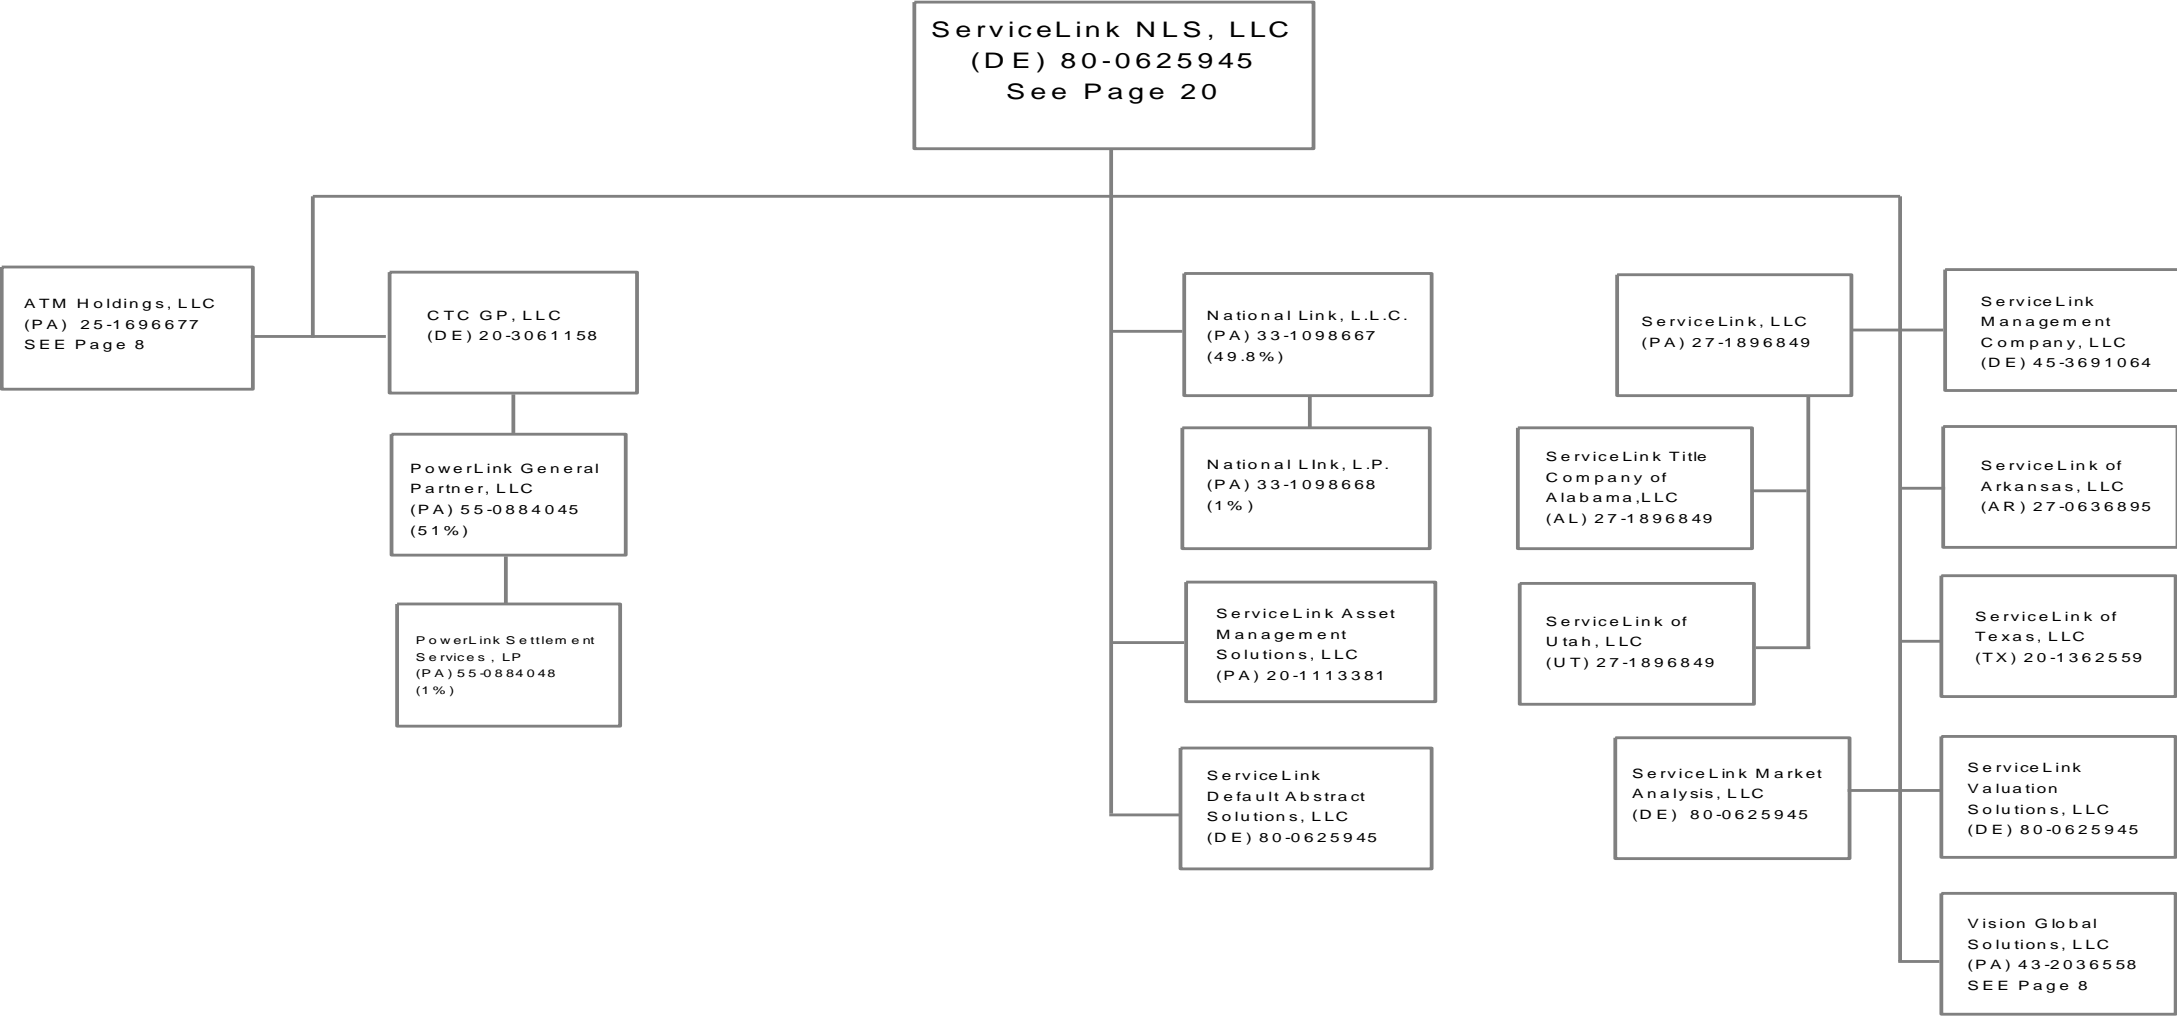 ServiceLink NLS, LLC
(DE) 80-0625945
See Page 20
ATM Holdings, LLC
(PA) 25-1696677
SEE Page 8
CTC GP, LLC
(DE) 20-3061158
PowerLink General
Partner, LLC
(PA) 55-0884045
(51%)
PowerLink Settlement
Services, LP
(PA) 55-0884048
(1%)
National Link, L.L.C.
(PA) 33-1098667
(49.8%)
National LInk, L.P.
(PA) 33-1098668
(1%)
ServiceLink Asset
Management
Solutions, LLC
(PA) 20-1113381
ServiceLink
Default Abstract
Solutions, LLC
(DE) 80-0625945
ServiceLink, LLC
(PA) 27-1896849
ServiceLink Title
Company of
Alabama,LLC
(AL) 27-1896849
ServiceLink of
Utah, LLC
(UT) 27-1896849
ServiceLink Market
Analysis, LLC
(DE) 80-0625945
ServiceLink
Management
Company, LLC
(DE) 45-3691064
ServiceLink of
Arkansas, LLC
(AR) 27-0636895
ServiceLink of
Texas, LLC
(TX) 20-1362559
ServiceLink
Valuation
Solutions, LLC
(DE) 80-0625945
Vision Global
Solutions, LLC
(PA) 43-2036558
SEE Page 8